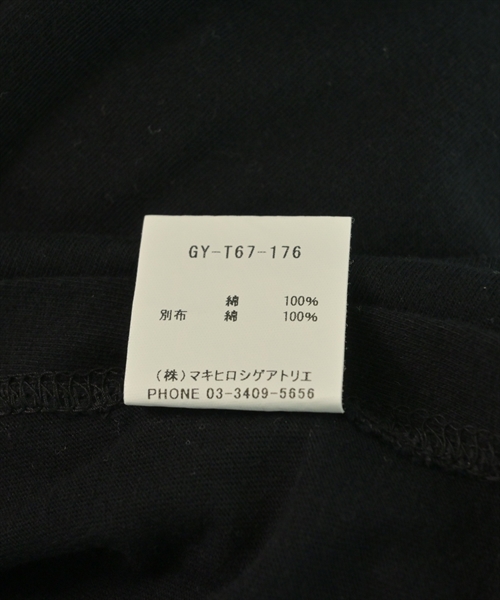 GY-T67-176
綿 100%
別布 綿 100%
(株)マキヒロシゲアトリエ
PHONE 03-3409-5656